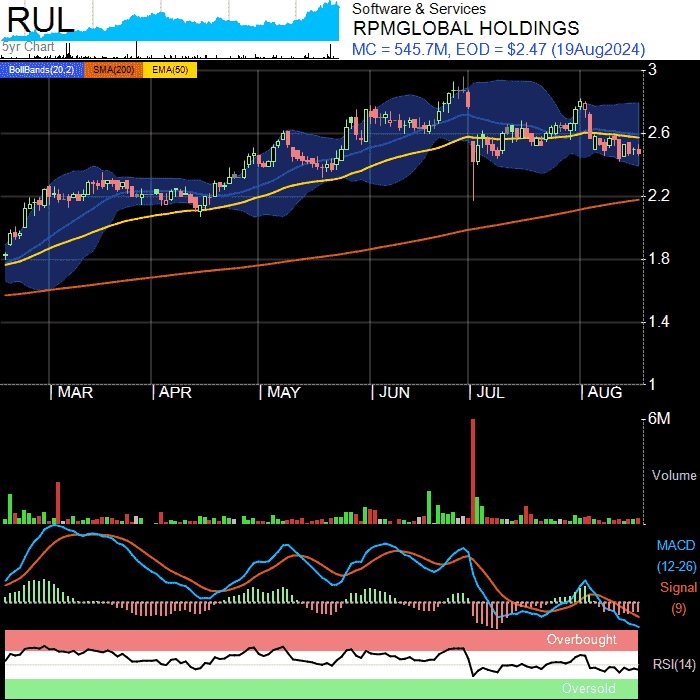 RUL
5yr Chart
Software & Services
RPMGLOBAL HOLDINGS
MC = 545.7M, EOD = $2.47 (19Aug2024)
BollBands(20,2) SMA(200) EMA(50)
3
2.6
2.2
1.8
1.4
1
MAR APR MAY JUN JUL AUG
6M
Volume
MACD
(12-26)
Signal
(9)
Overbought
RSI(14)
Oversold